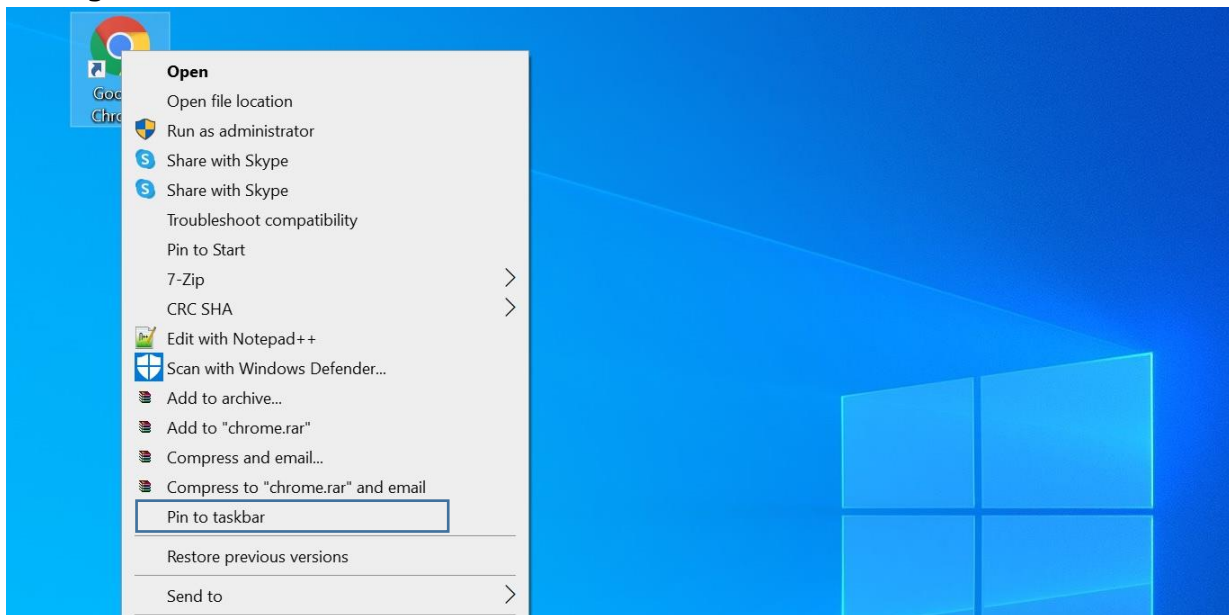 Open
Open file location
Run as administrator
Share with Skype
Share with Skype
Troubleshoot compatibility
Pin to Start
7-Zip
CRC SHA
Edit with Notepad++
Scan with Windows Defender...
Add to archive...
Add to "chrome.rar"
Compress and email...
Compress to "chrome.rar" and email
Pin to taskbar
Restore previous versions
Send to